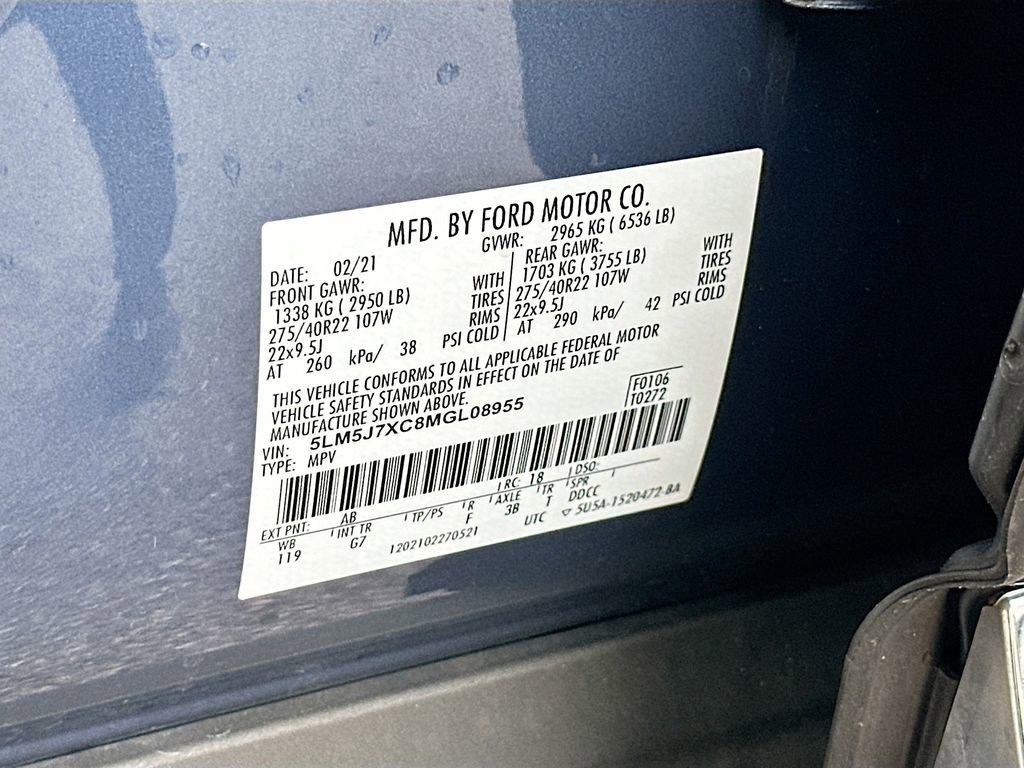 MFD. BY FORD MOTOR CO.
DATE: 02/21
GVWR: 2965 KG ( 6536 LB)
FRONT GAWR:
1338 KG ( 2950 LB) WITH
275/40R22 107W TIRES
22x9.5J RIMS
AT 260 kPa/ 38 PSI COLD
REAR GAWR:
1703 KG ( 3755 LB) WITH
275/40R22 107W TIRES
22x9.5J RIMS
AT 290 kPa/ 42 PSI COLD
THIS VEHICLE CONFORMS TO ALL APPLICABLE FEDERAL MOTOR
VEHICLE SAFETY STANDARDS IN EFFECT ON THE DATE OF
MANUFACTURE SHOWN ABOVE.
VIN: 5LM5J7XC8MGL08955
TYPE: MPV
F0106
T0272
EXT PNT: AB RC: 18 DSO:
WB INT TR TP/PS R AXLE TR SPR
119 G7 F 3B T DDCC
1202102270521 UTC ▽ 5U5A-1520472-BA